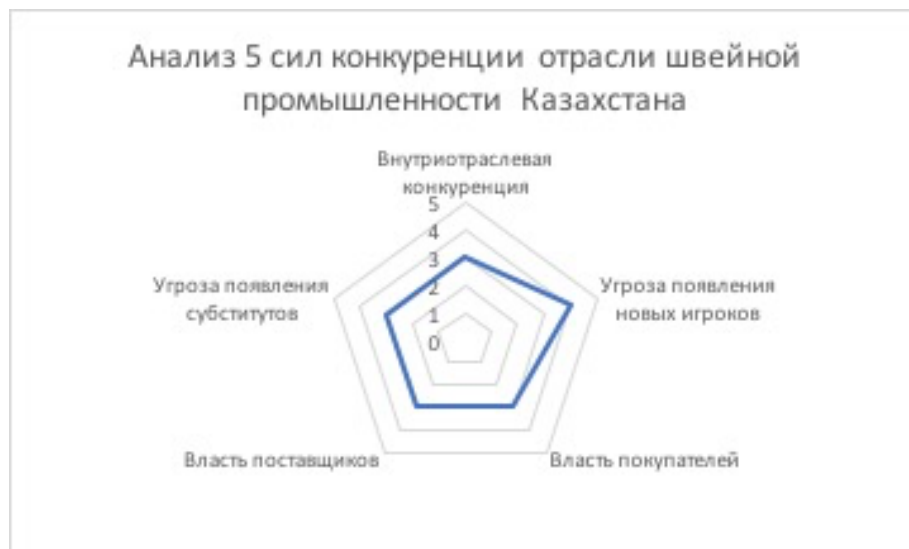 Анализ 5 сил конкуренции отрасли швейной
промышленности Казахстана
Внутриотраслевая
конкуренция
5
4
3
2
1
0
Угроза появления
субститутов
Угроза появления
новых игроков
Власть поставщиков
Власть покупателей